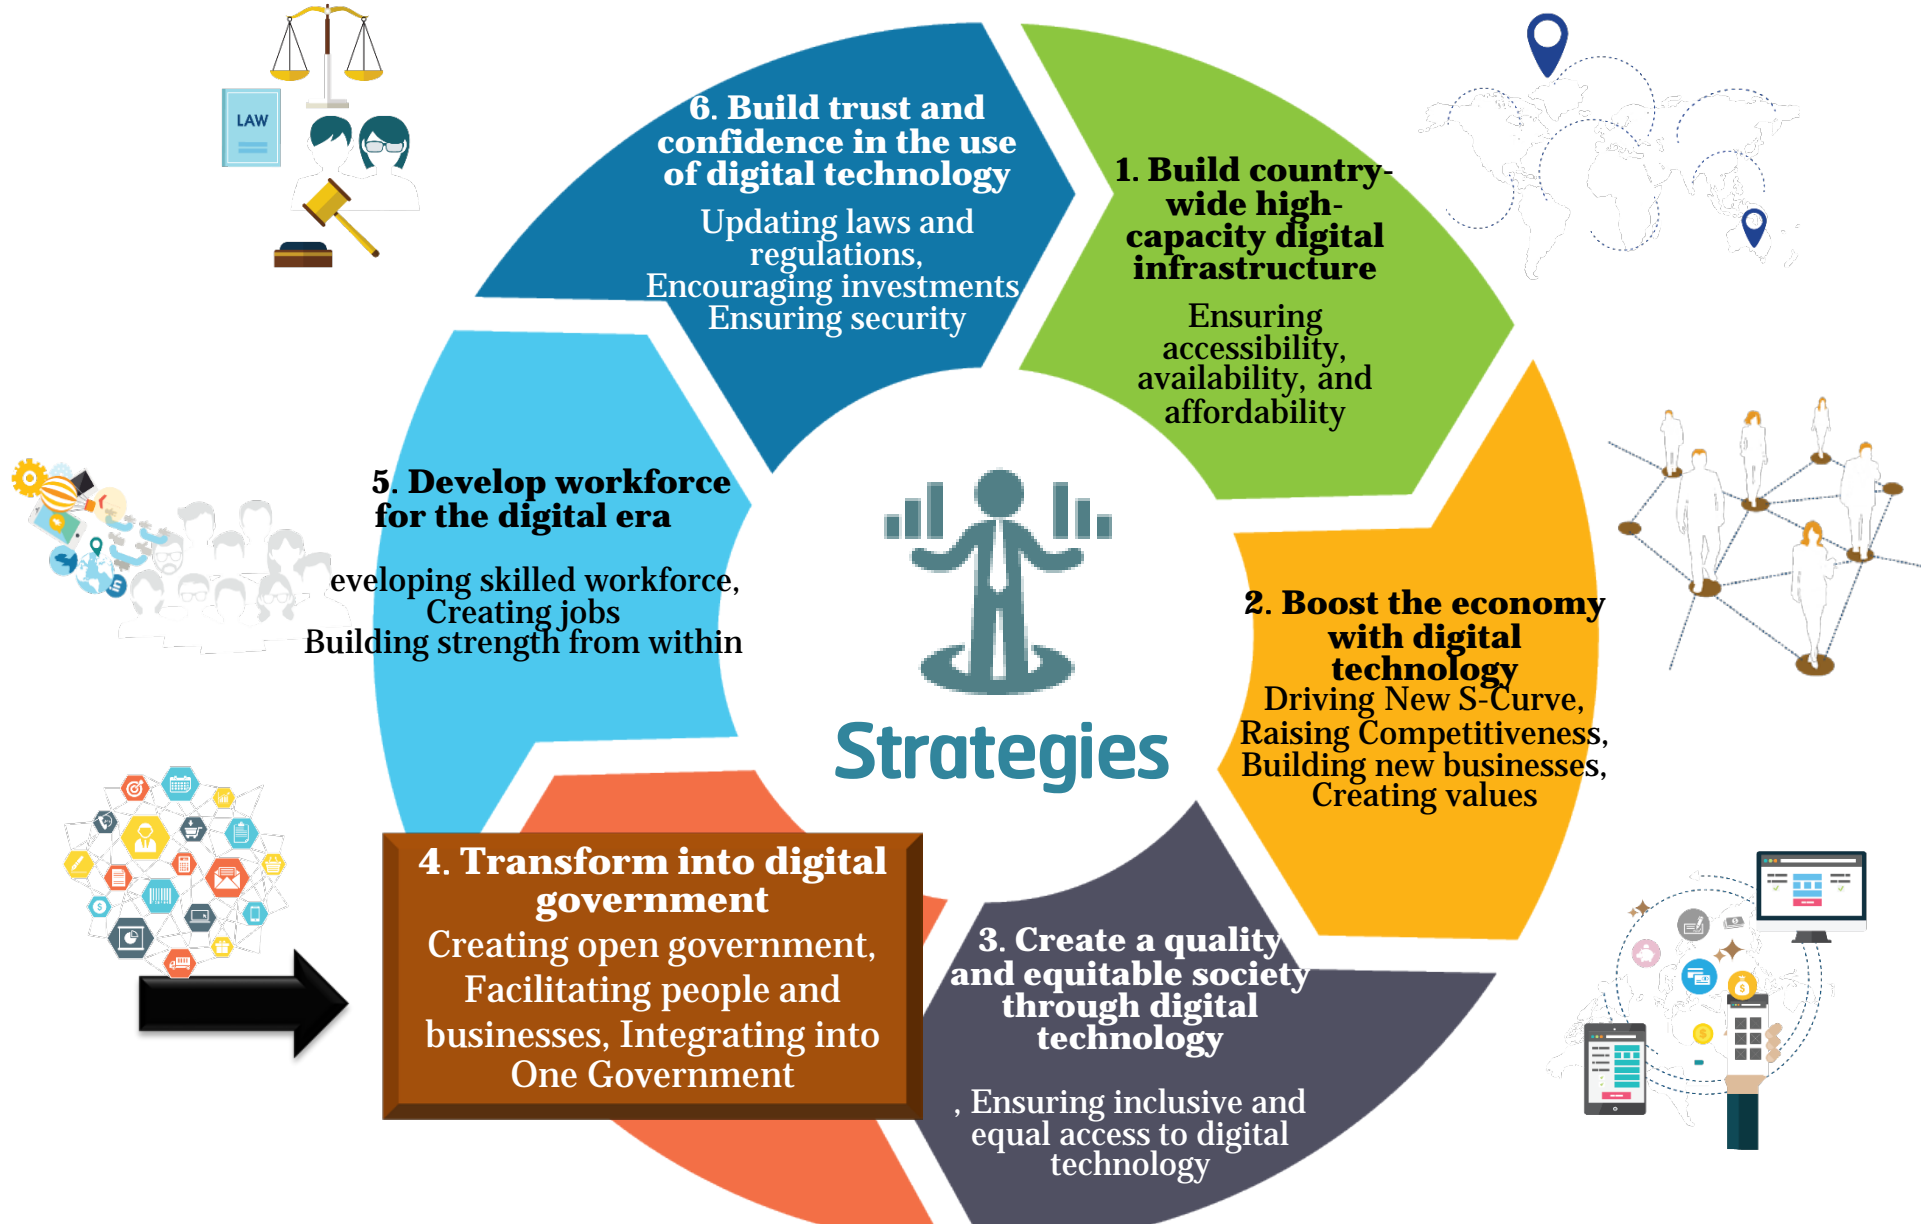 LAW
6. Build trust and
confidence in the use
of digital technology
Updating laws and
regulations,
Encouraging investments
Ensuring security
1. Build country-
wide high-
capacity digital
infrastructure
Ensuring
accessibility,
availability, and
affordability
2. Boost the economy
with digital
technology
Driving New S-Curve,
Raising Competitiveness,
Building new businesses,
Creating values
3. Create a quality
and equitable society
through digital
technology
, Ensuring inclusive and
equal access to digital
technology
4. Transform into digital
government
Creating open government,
Facilitating people and
businesses, Integrating into
One Government
5. Develop workforce
for the digital era
eveloping skilled workforce,
Creating jobs
Building strength from within
in
Strategies